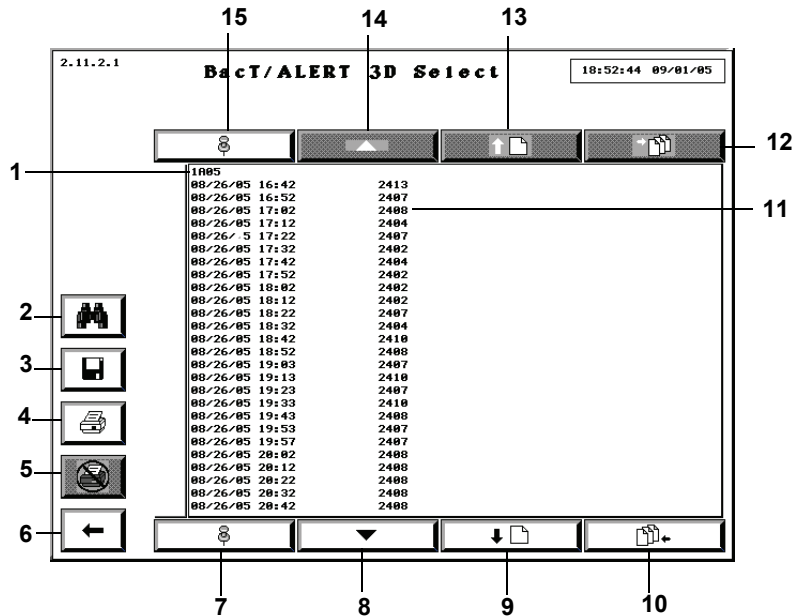 15 14 13
2.11.2.1 BacT/ALERT 3D Select 18:52:44 09/01/05
12
1 1A05
08/26/05 16:42 2413
08/26/05 16:52 2407
08/26/05 17:02 2408 11
08/26/05 17:12 2404
08/26/ 5 17:22 2407
08/26/05 17:32 2402
08/26/05 17:42 2404
08/26/05 17:52 2402
08/26/05 18:02 2402
08/26/05 18:12 2402
2 08/26/05 18:22 2407
08/26/05 18:32 2404
08/26/05 18:42 2410
3 08/26/05 18:52 2408
08/26/05 19:03 2407
08/26/05 19:13 2410
08/26/05 19:23 2407
4 08/26/05 19:33 2410
08/26/05 19:43 2408
08/26/05 19:53 2407
5 08/26/05 19:57 2407
08/26/05 20:02 2408
08/26/05 20:12 2408
08/26/05 20:22 2408
08/26/05 20:32 2408
08/26/05 20:42 2408
6
7 8 9 10